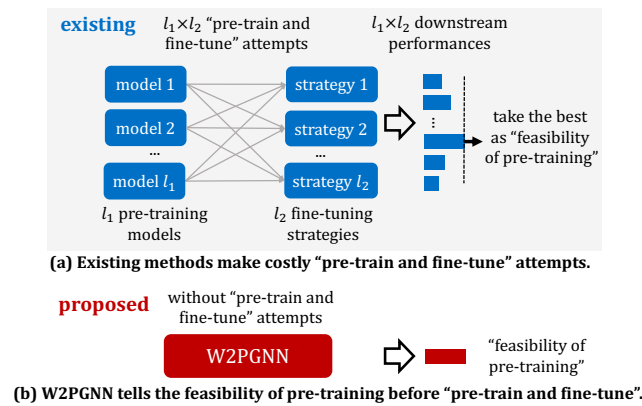 existing
l₁×l₂ “pre-train and
fine-tune” attempts
l₁×l₂ downstream
performances
model 1
model 2
...
model l₁
strategy 1
strategy 2
...
strategy l₂
...
take the best
as “feasibility
of pre-training”
l₁ pre-training
models
l₂ fine-tuning
strategies
(a) Existing methods make costly “pre-train and fine-tune” attempts.
proposed
without “pre-train and
fine-tune” attempts
W2PGNN
“feasibility of
pre-training”
(b) W2PGNN tells the feasibility of pre-training before “pre-train and fine-tune”.